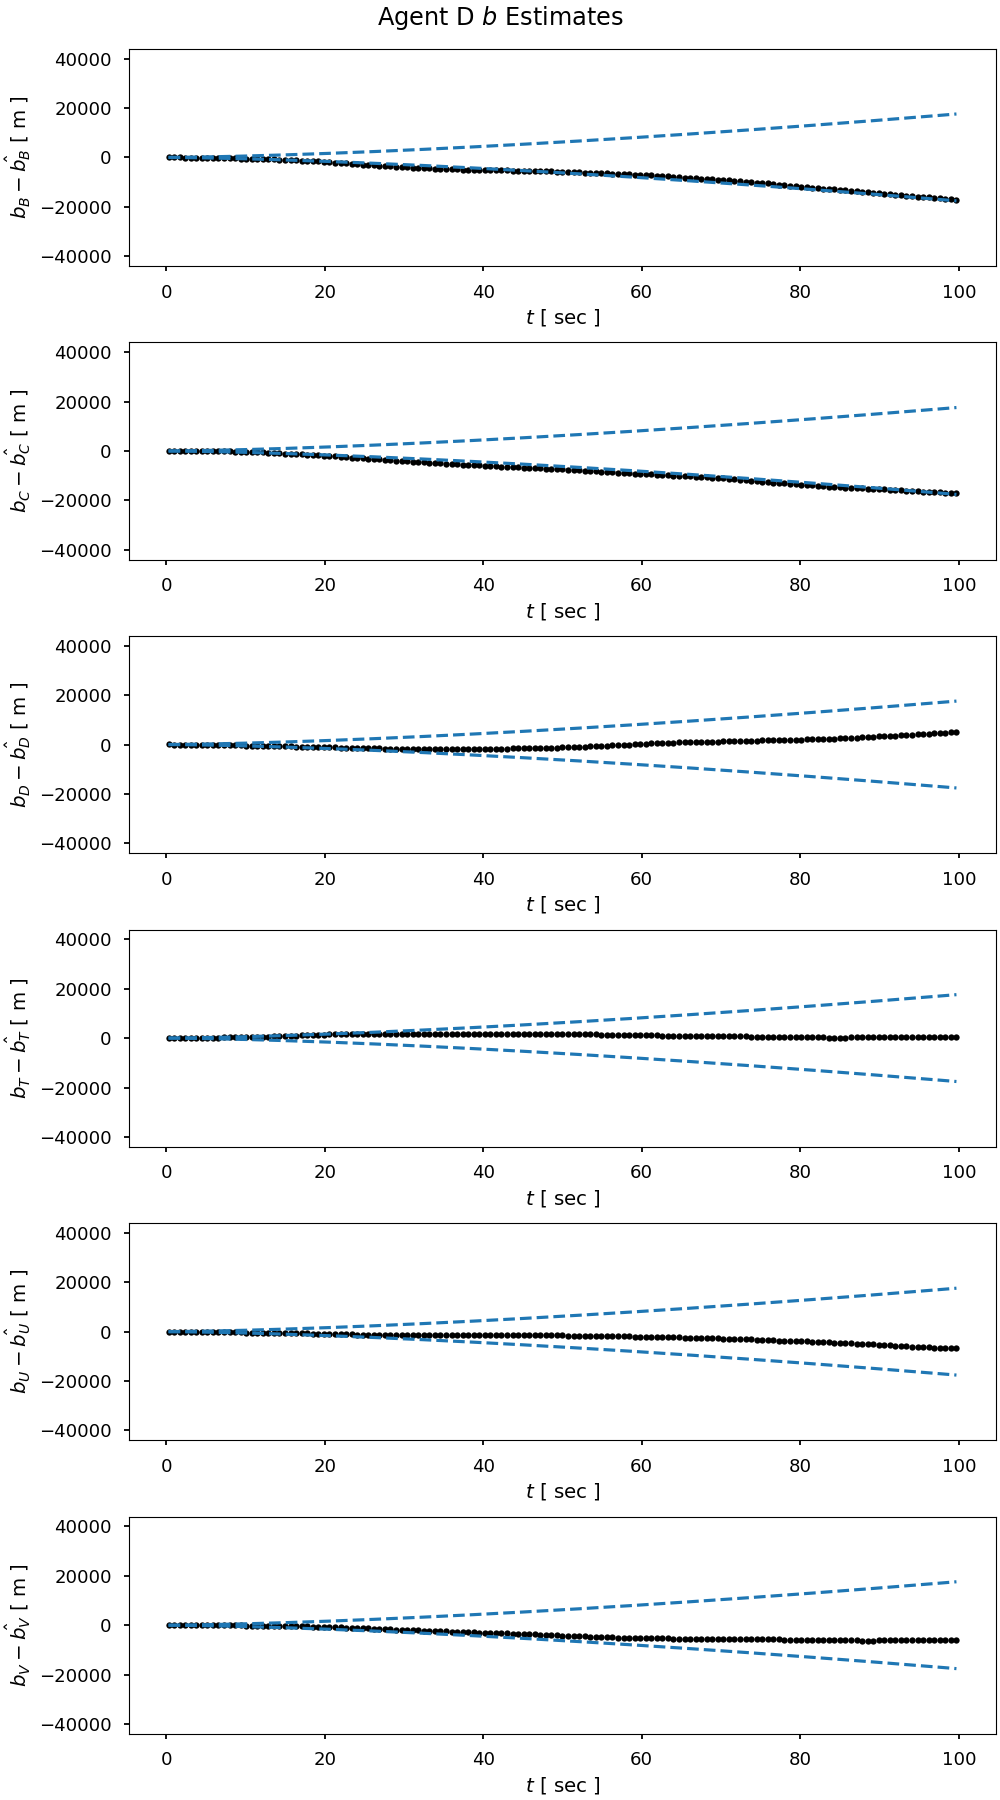 Agent D b Estimates
b_B − b̂_B [ m ]
40000
20000
0
−20000
−40000
0 20 40 60 80 100
t [ sec ]
b_C − b̂_C [ m ]
40000
20000
0
−20000
−40000
0 20 40 60 80 100
t [ sec ]
b_D − b̂_D [ m ]
40000
20000
0
−20000
−40000
0 20 40 60 80 100
t [ sec ]
b_T − b̂_T [ m ]
40000
20000
0
−20000
−40000
0 20 40 60 80 100
t [ sec ]
b_U − b̂_U [ m ]
40000
20000
0
−20000
−40000
0 20 40 60 80 100
t [ sec ]
b_V − b̂_V [ m ]
40000
20000
0
−20000
−40000
0 20 40 60 80 100
t [ sec ]